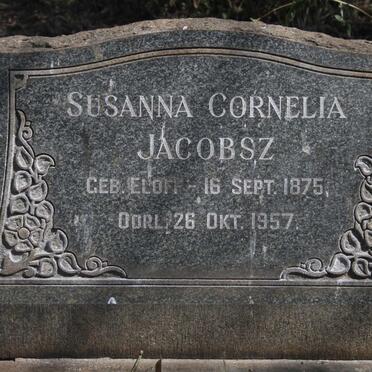 SUSANNA CORNELIA
JACOBSZ
GEB. ELOFF - 16 SEPT. 1875.
OORL. 26 OKT. 1957.